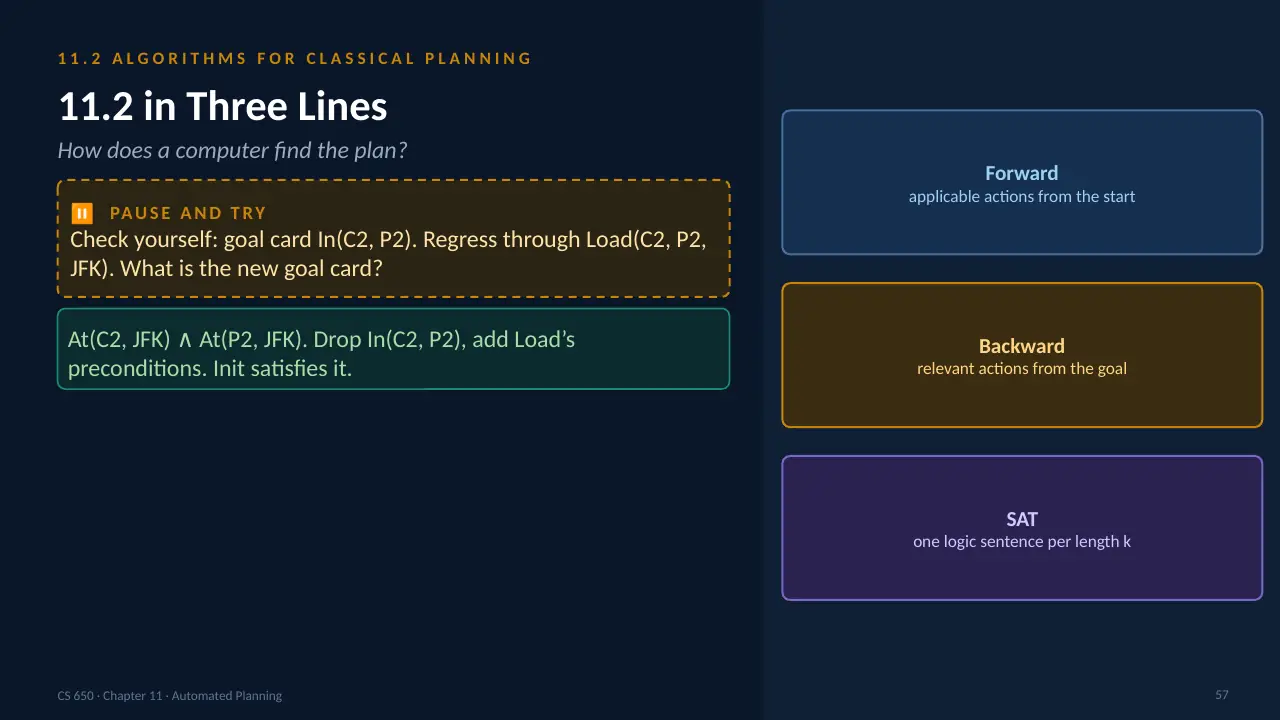 11.2 ALGORITHMS FOR CLASSICAL PLANNING
11.2 in Three Lines
How does a computer find the plan?
⏸ PAUSE AND TRY
Check yourself: goal card In(C2, P2). Regress through Load(C2, P2,
JFK). What is the new goal card?
At(C2, JFK) ∧ At(P2, JFK). Drop In(C2, P2), add Load’s
preconditions. Init satisfies it.
Forward
applicable actions from the start
Backward
relevant actions from the goal
SAT
one logic sentence per length k
CS 650 · Chapter 11 · Automated Planning
57